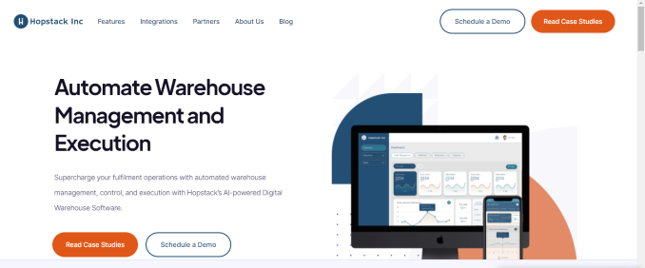 Hopstack Inc
Features
Integrations
Partners
About Us
Blog
Schedule a Demo
Read Case Studies
Automate Warehouse
Management and
Execution
Supercharge your fulfilment operations with automated warehouse
management, control, and execution with Hopstack's AI-powered Digital
Warehouse Software.
Read Case Studies
Schedule a Demo